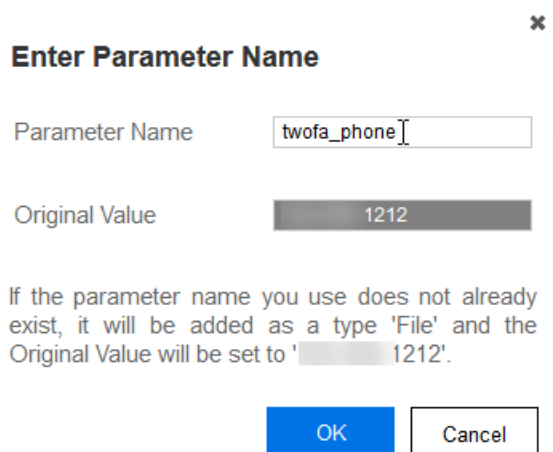 Enter Parameter Name
Parameter Name twofa_phone
Original Value 1212
If the parameter name you use does not already
exist, it will be added as a type 'File' and the
Original Value will be set to ' 1212'.
OK Cancel